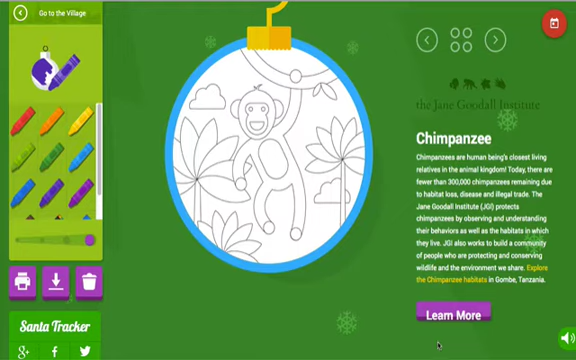 Go to the Village
the Jane Goodall Institute
Chimpanzee
Chimpanzees are human being's closest living
relatives in the animal kingdom! Today, there are
fewer than 300,000 chimpanzees remaining due
to habitat loss, disease and illegal trade. The
Jane Goodall Institute (JGI) protects
chimpanzees by observing and understanding
their behaviors as well as the habitats in which
they live. JGI also works to build a community
of people who are protecting and conserving
wildlife and the environment we share. Explore
the Chimpanzee habitats in Gombe, Tanzania.
Learn More
Santa Tracker
g+ f